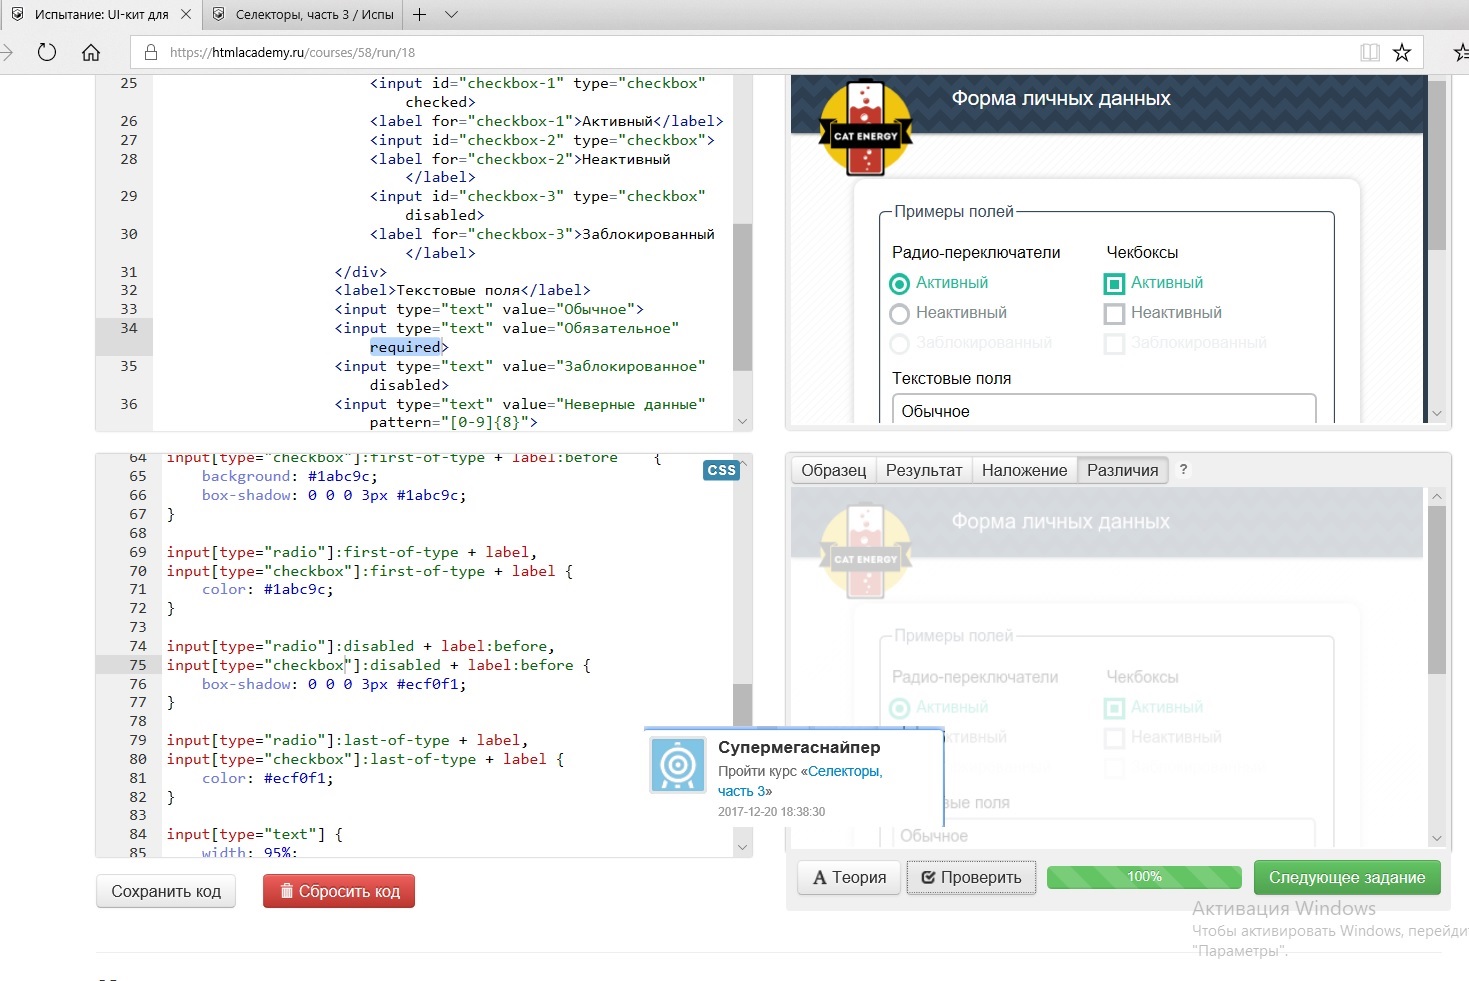 Испытание: UI-кит для
Селекторы, часть 3 / Испы
https://htmlacademy.ru/courses/58/run/18
25 <input id="checkbox-1" type="checkbox"
checked>
26 <label for="checkbox-1">Активный</label>
27 <input id="checkbox-2" type="checkbox">
28 <label for="checkbox-2">Неактивный
</label>
29 <input id="checkbox-3" type="checkbox"
disabled>
30 <label for="checkbox-3">Заблокированный
</label>
31 </div>
32 <label>Текстовые поля</label>
33 <input type="text" value="Обычное">
34 <input type="text" value="Обязательное"
required>
35 <input type="text" value="Заблокированное"
disabled>
36 <input type="text" value="Неверные данные"
pattern="[0-9]{8}">
Форма личных данных
CAT ENERGY
Примеры полей
Радио-переключатели Чекбоксы
Активный Активный
Неактивный Неактивный
Заблокированный Заблокированный
Текстовые поля
Обычное
CSS
64 input[type="checkbox"]:first-of-type + label:before {
65 background: #1abc9c;
66 box-shadow: 0 0 0 3px #1abc9c;
67 }
68
69 input[type="radio"]:first-of-type + label,
70 input[type="checkbox"]:first-of-type + label {
71 color: #1abc9c;
72 }
73
74 input[type="radio"]:disabled + label:before,
75 input[type="checkbox"]:disabled + label:before {
76 box-shadow: 0 0 0 3px #ecf0f1;
77 }
78
79 input[type="radio"]:last-of-type + label,
80 input[type="checkbox"]:last-of-type + label {
81 color: #ecf0f1;
82 }
83
84 input[type="text"] {
85 width: 95%;
Образец Результат Наложение Различия ?
Форма личных данных
CAT ENERGY
Примеры полей
Радио-переключатели Чекбоксы
Активный Активный
ктивный Неактивный
вые поля
Обычное
Супермегаснайпер
Пройти курс «Селекторы,
часть 3»
2017-12-20 18:38:30
Сохранить код Сбросить код
Теория Проверить 100% Следующее задание
Активация Windows
Чтобы активировать Windows, перейди
"Параметры".